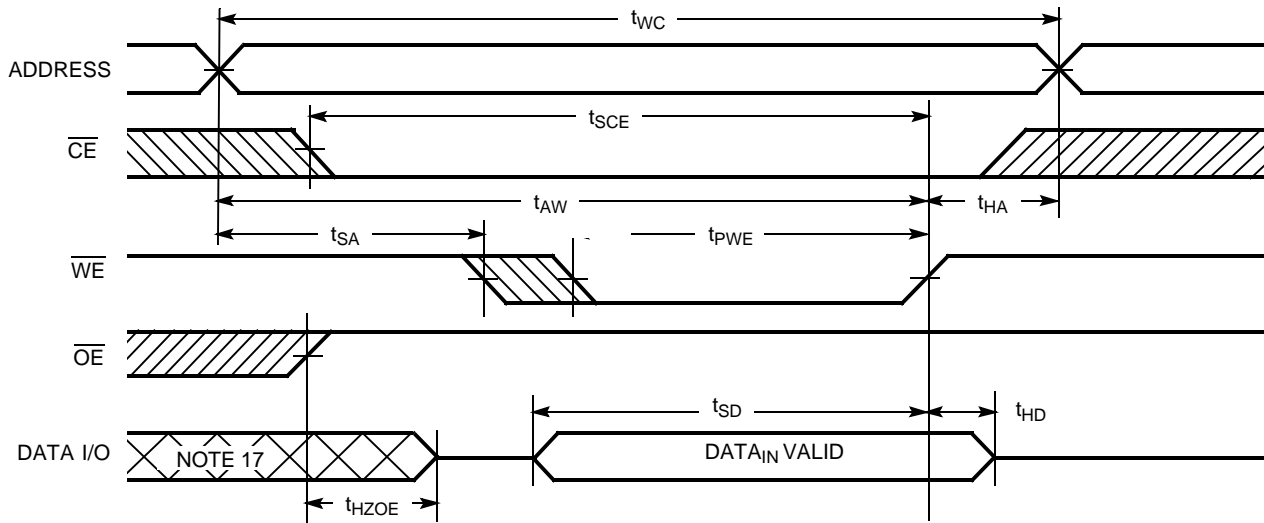 tWC
ADDRESS
tSCE
CE
tAW
tHA
tSA
tPWE
WE
OE
tSD
tHD
DATA I/O
NOTE 17
DATAIN VALID
tHZOE